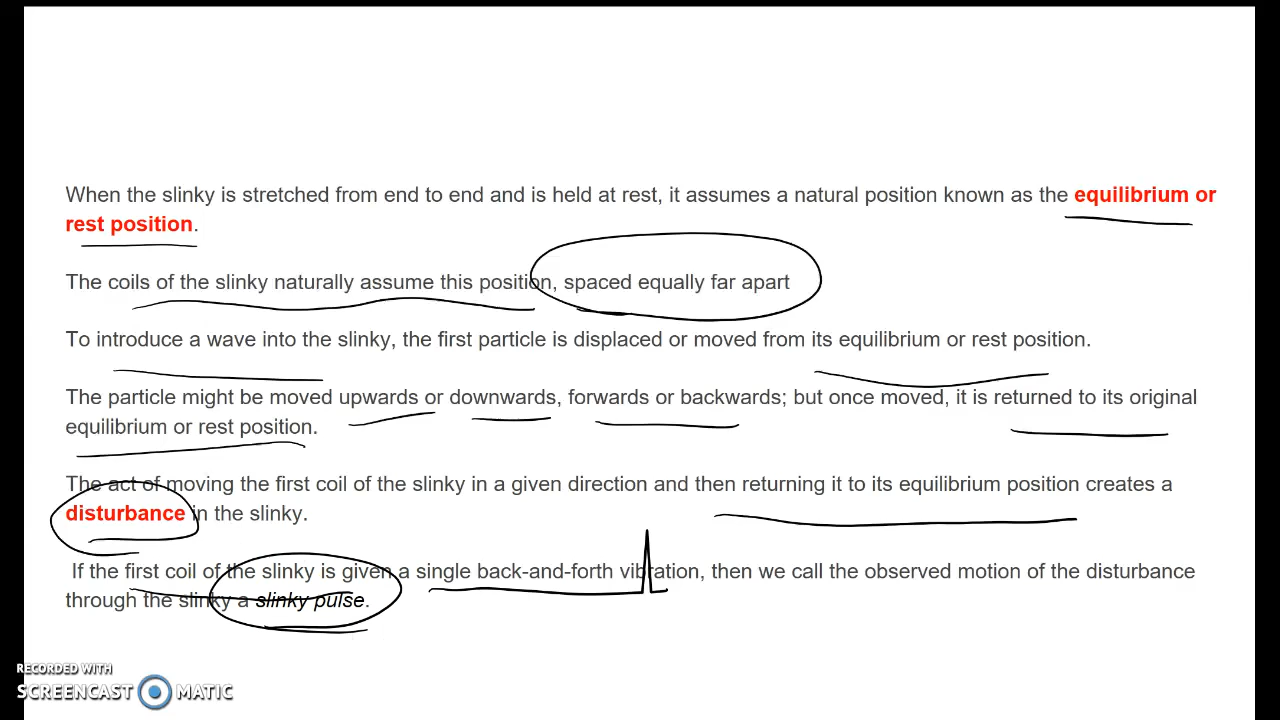 When the slinky is stretched from end to end and is held at rest, it assumes a natural position known as the equilibrium or
rest position.
The coils of the slinky naturally assume this position, spaced equally far apart
To introduce a wave into the slinky, the first particle is displaced or moved from its equilibrium or rest position.
The particle might be moved upwards or downwards, forwards or backwards; but once moved, it is returned to its original
equilibrium or rest position.
The act of moving the first coil of the slinky in a given direction and then returning it to its equilibrium position creates a
disturbance in the slinky.
If the first coil of the slinky is given a single back-and-forth vibration, then we call the observed motion of the disturbance
through the slinky a slinky pulse.
RECORDED WITH
SCREENCAST MATIC